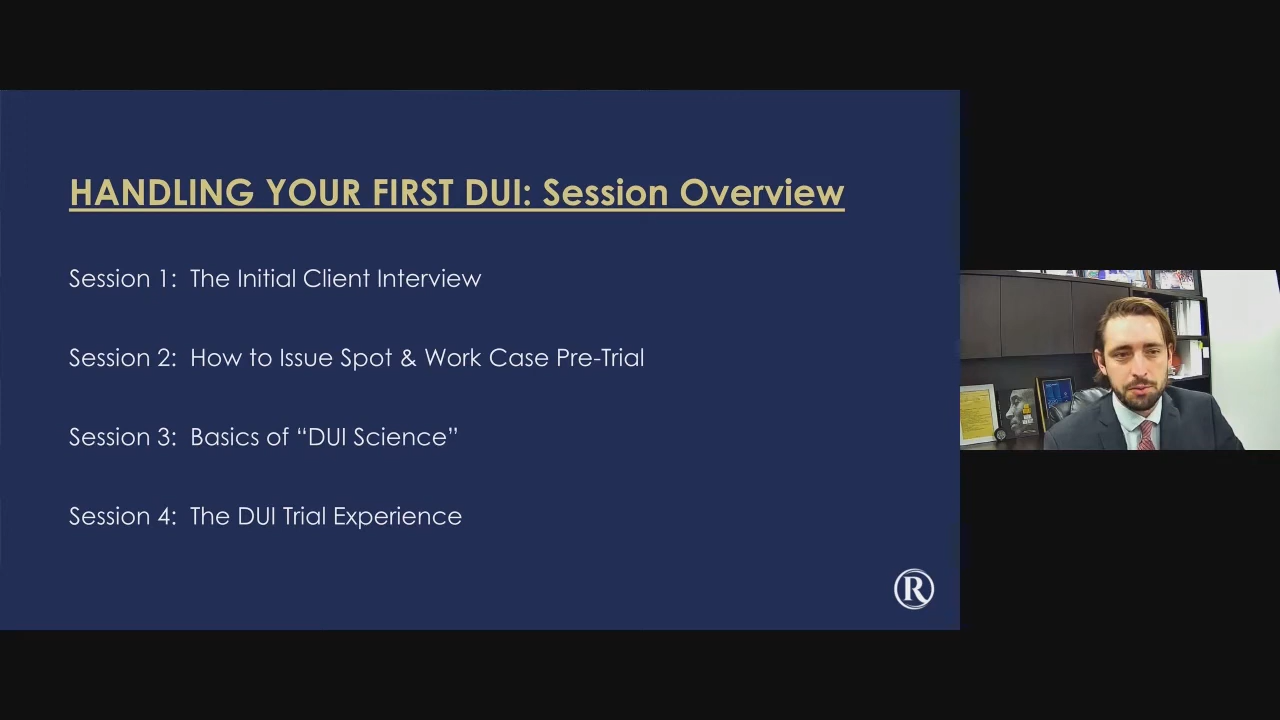 HANDLING YOUR FIRST DUI: Session Overview
Session 1: The Initial Client Interview
Session 2: How to Issue Spot & Work Case Pre-Trial
Session 3: Basics of “DUI Science”
Session 4: The DUI Trial Experience
R